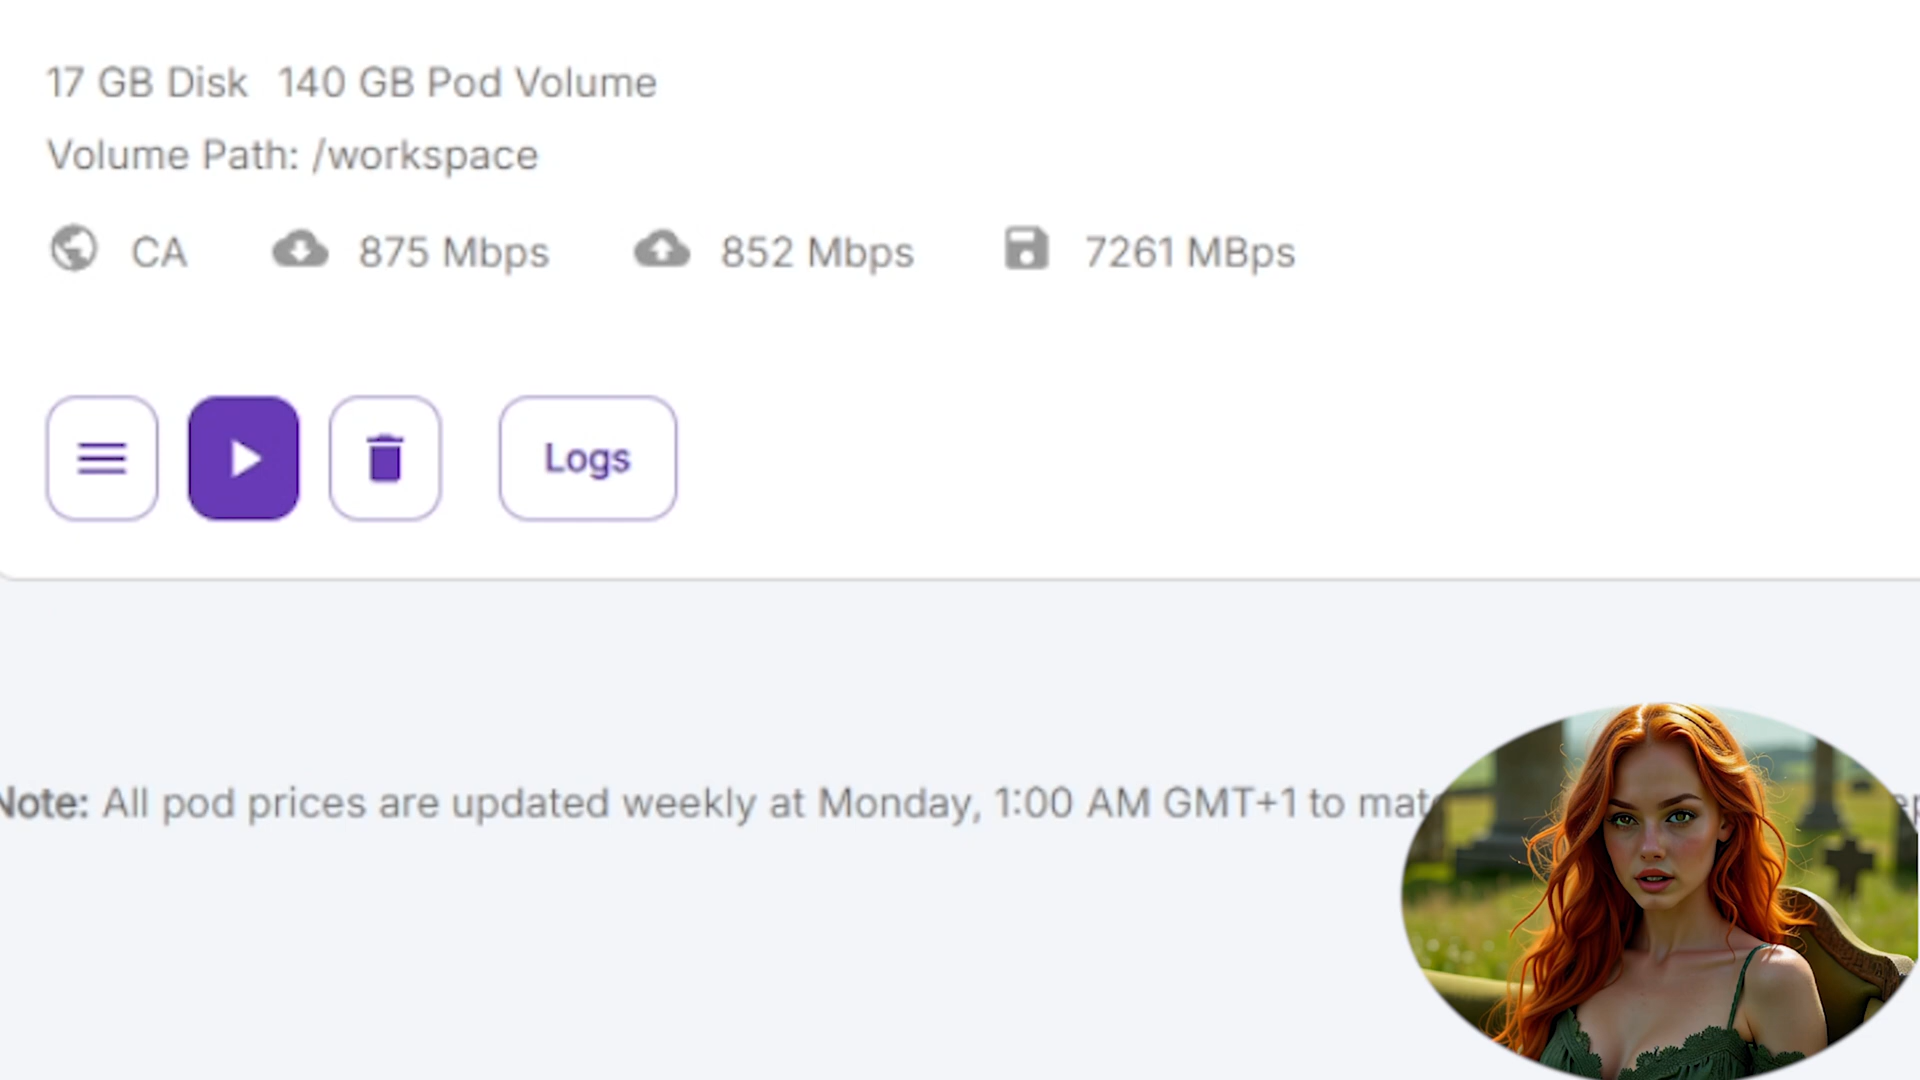 17 GB Disk 140 GB Pod Volume
Volume Path: /workspace
CA 875 Mbps 852 Mbps 7261 MBps
Logs
Note: All pod prices are updated weekly at Monday, 1:00 AM GMT+1 to